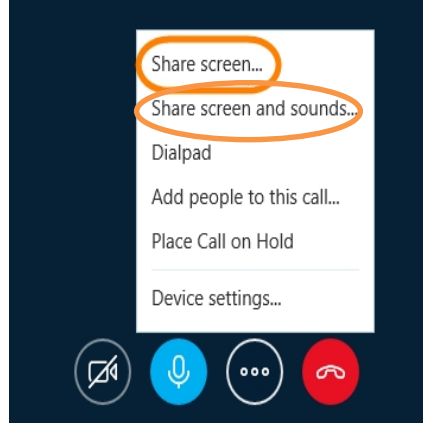 Share screen...
Share screen and sounds...
Dialpad
Add people to this call...
Place Call on Hold
Device settings...